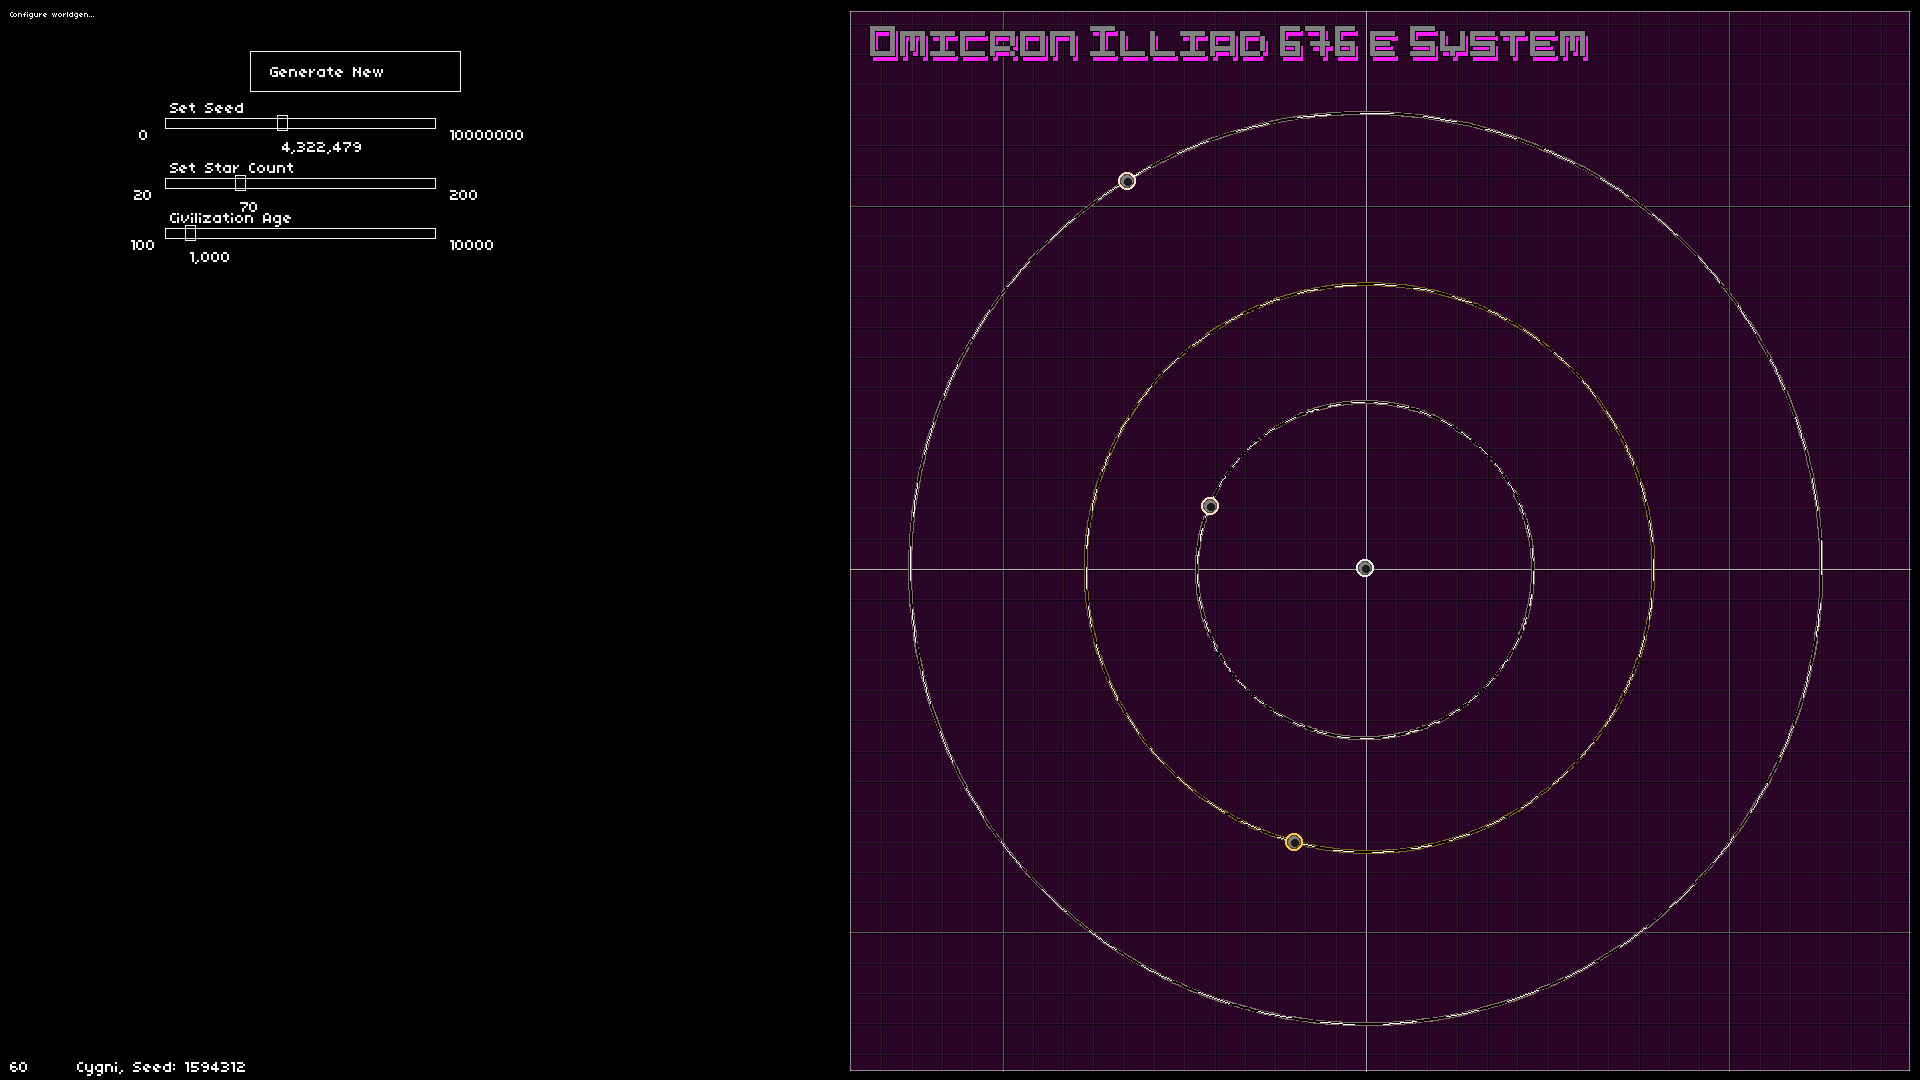 Configure worldgen...
Omicron Illiad 676 e System
Generate New
Set Seed
0 10000000
4,322,479
Set Star Count
20 200
70
Civilization Age
100 10000
1,000
60 Cygni, Seed: 1594312